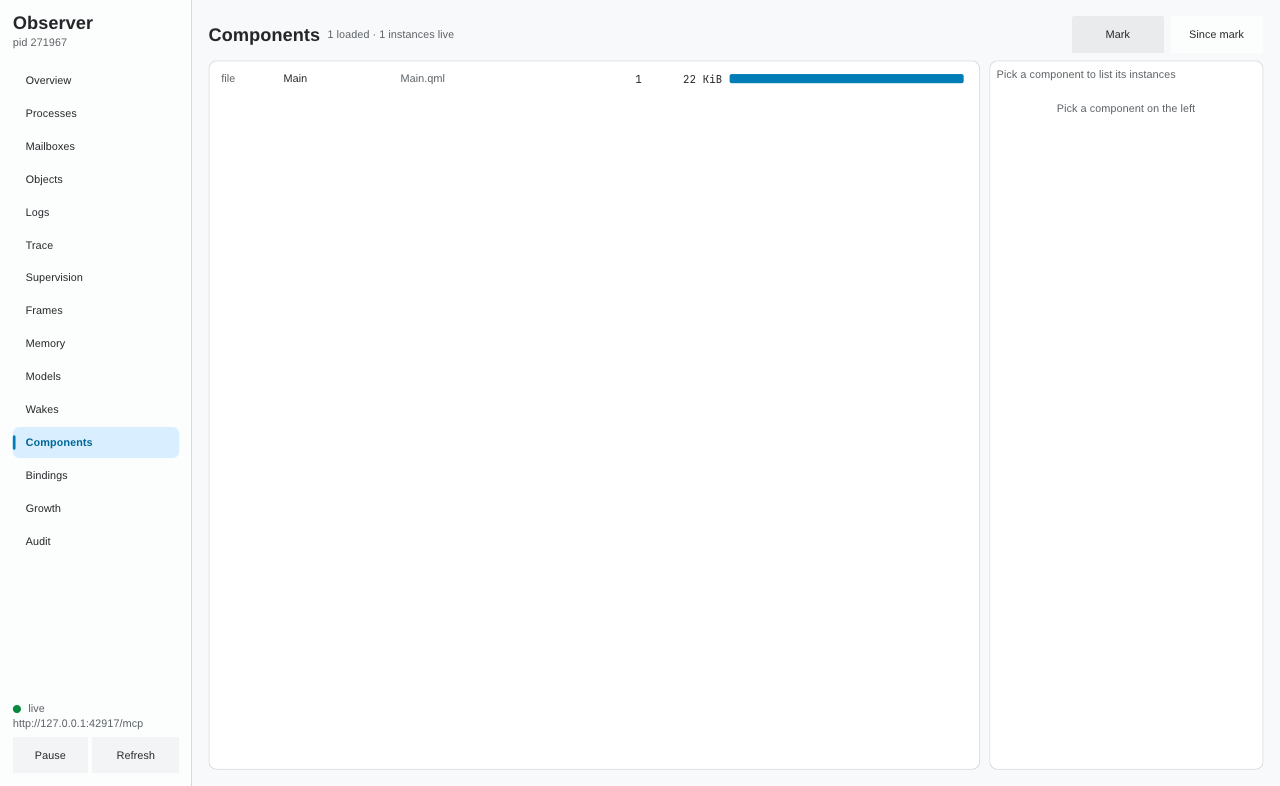 Observer
pid 271967
Overview
Processes
Mailboxes
Objects
Logs
Trace
Supervision
Frames
Memory
Models
Wakes
Components
Bindings
Growth
Audit
live
http://127.0.0.1:42917/mcp
Pause
Refresh
Components
1 loaded · 1 instances live
Mark
Since mark
file
Main
Main.qml
1
22 KiB
Pick a component to list its instances
Pick a component on the left